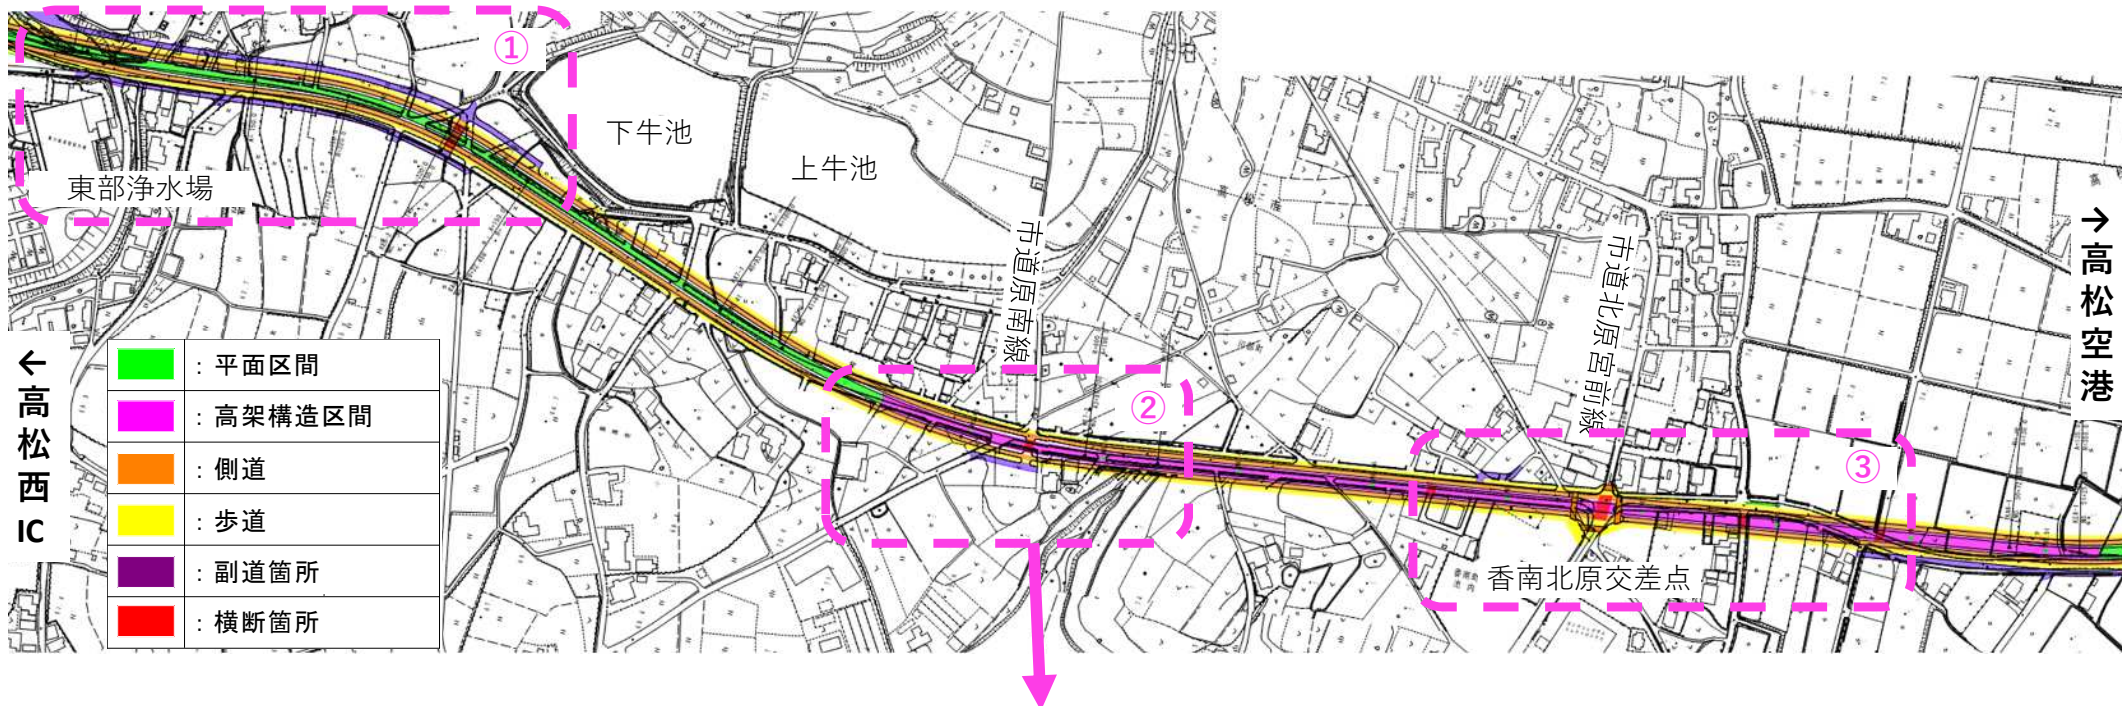 ①
下牛池
上牛池
東部浄水場
市道原南線
市道北原宮前線
→高松空港
←高松西IC
：平面区間
：高架構造区間
：側道
：歩道
：副道箇所
：横断箇所
②
③
香南北原交差点